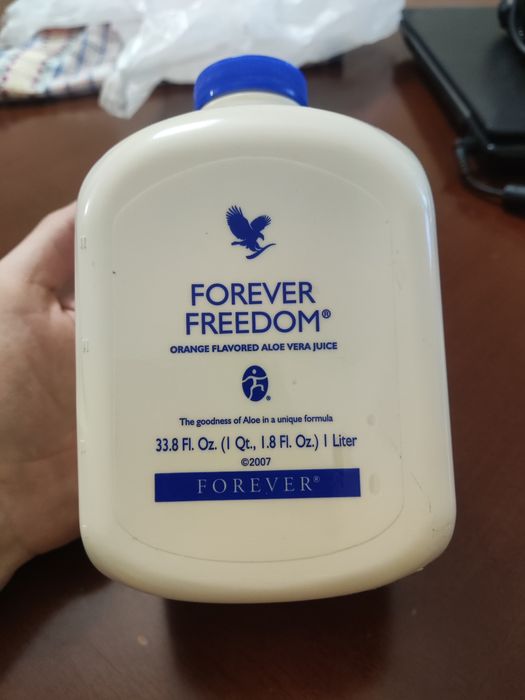 FOREVER
FREEDOM®
ORANGE FLAVORED ALOE VERA JUICE
®
The goodness of Aloe in a unique formula
33.8 Fl. Oz. (1 Qt., 1.8 Fl. Oz.) 1 Liter
©2007
FOREVER®